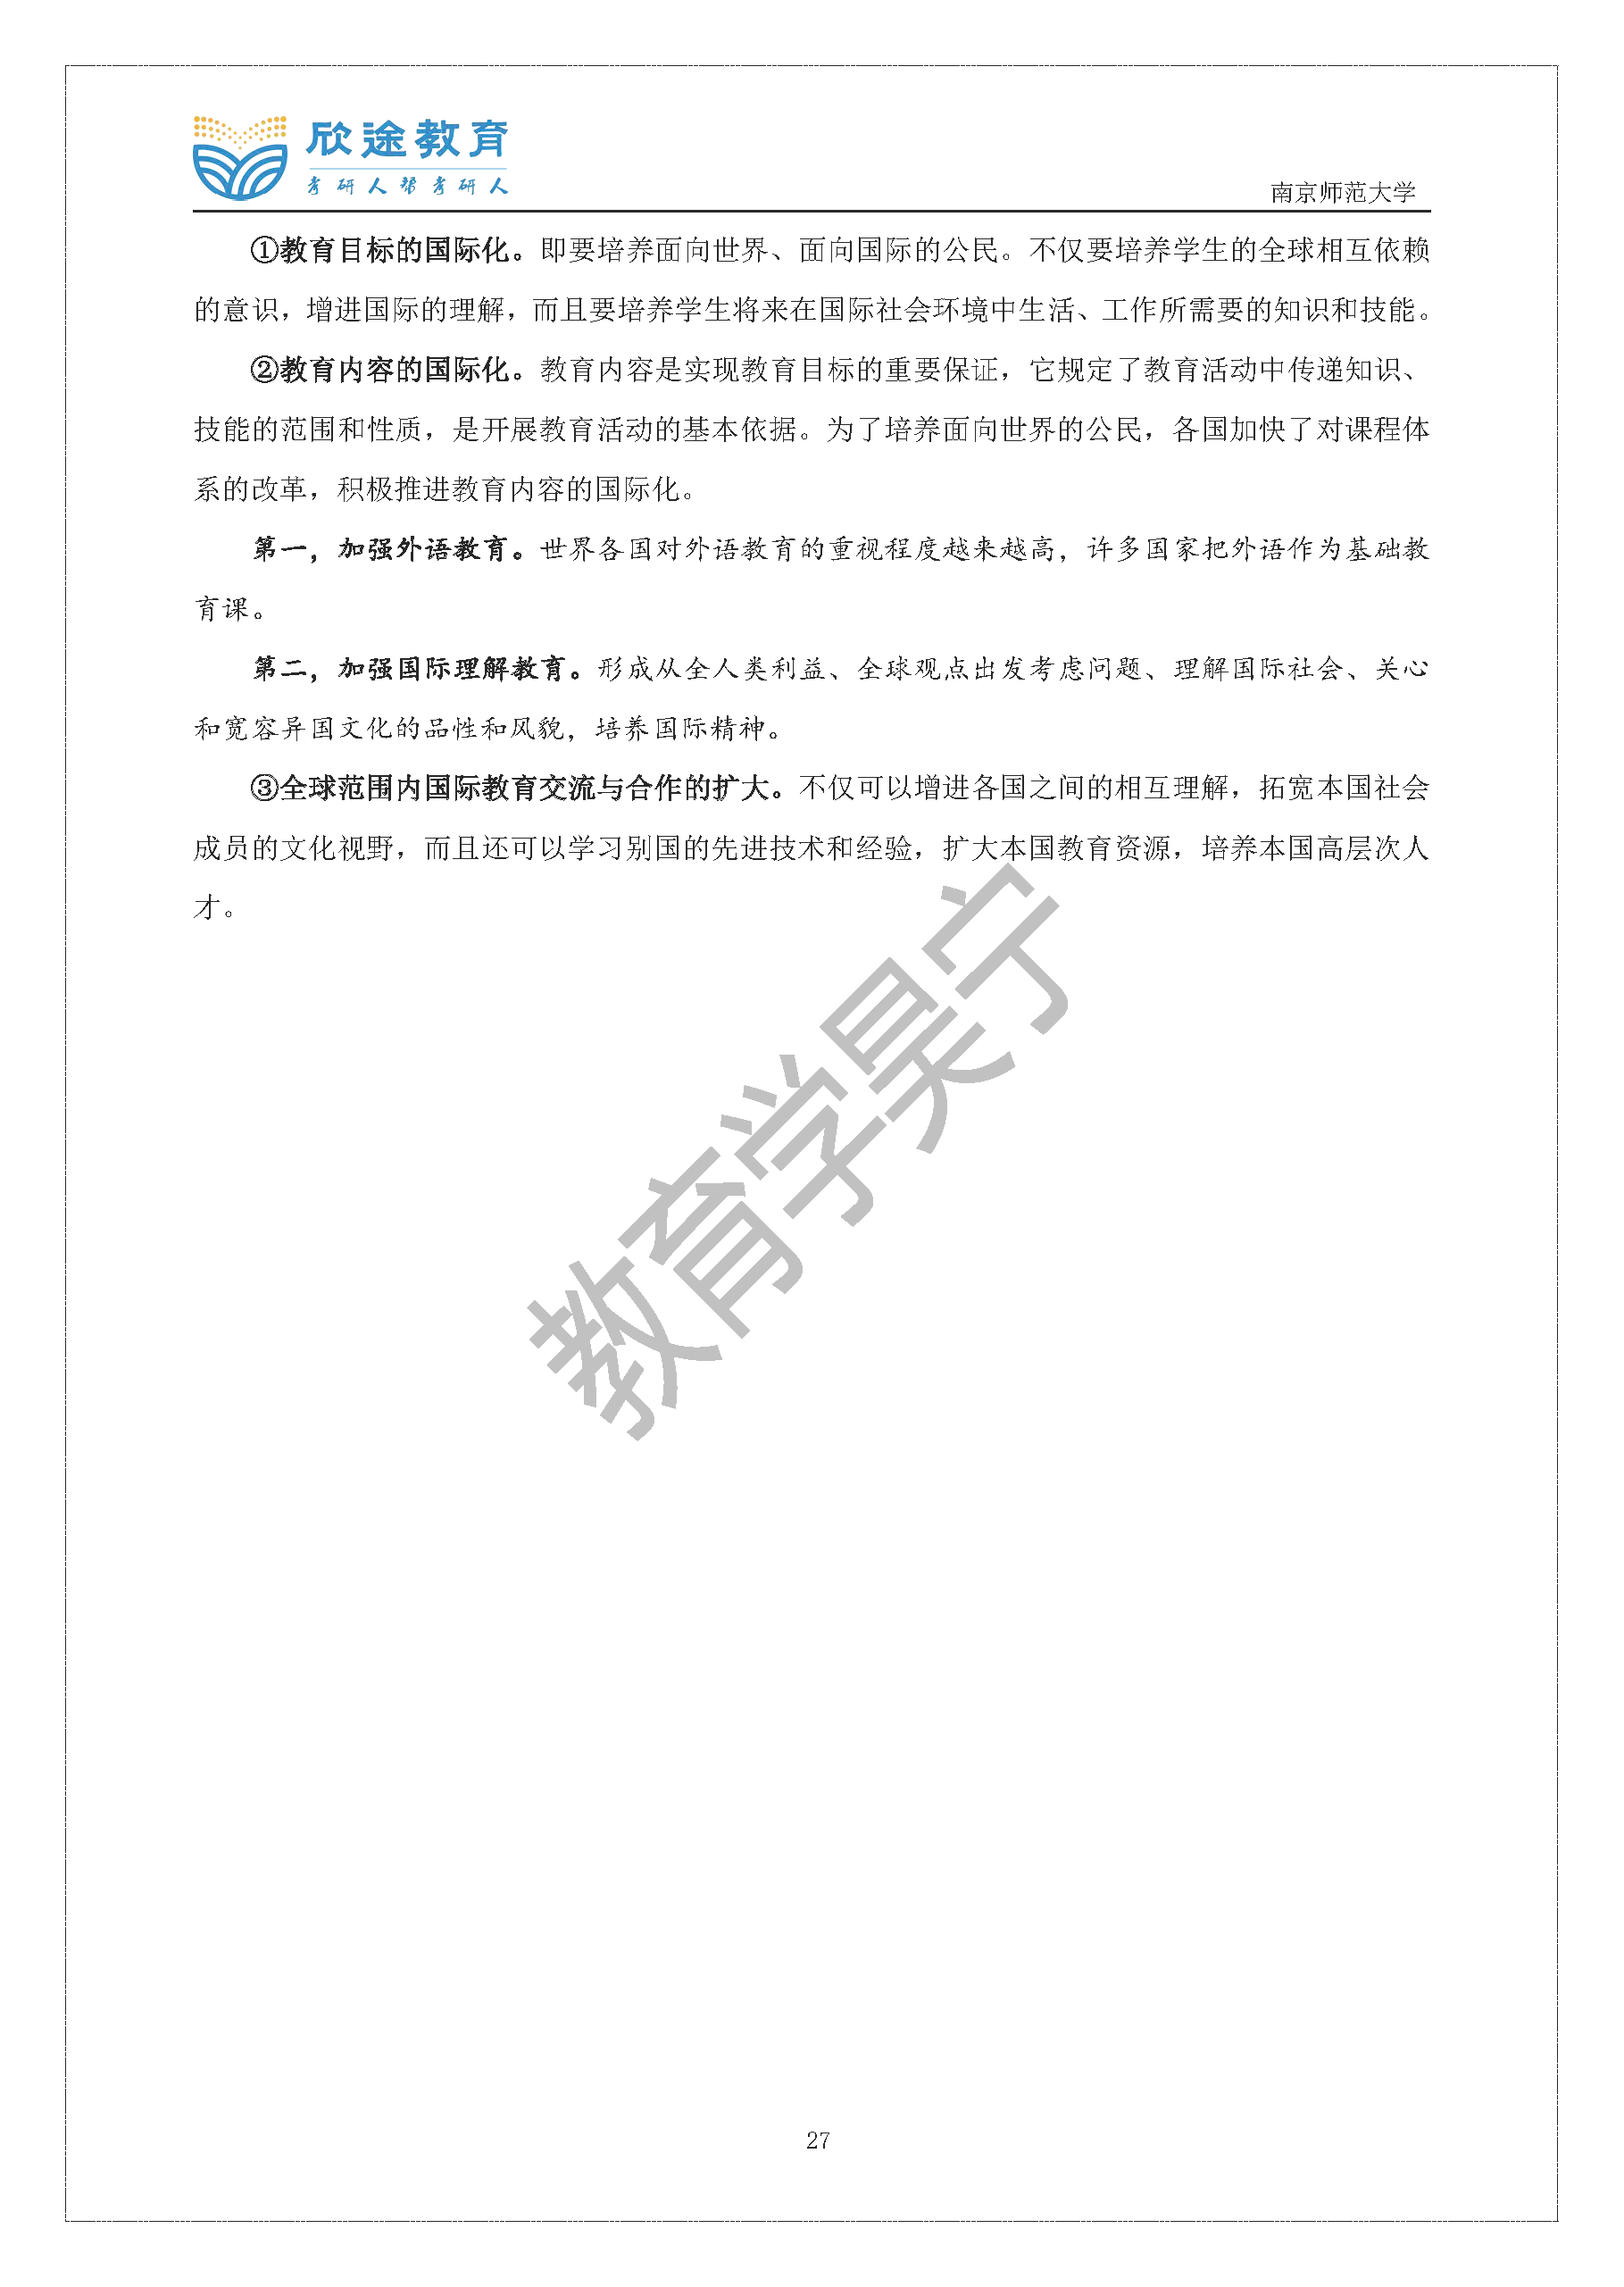 欣途教育
考研人帮考研人
南京师范大学
①教育目标的国际化。即要培养面向世界、面向国际的公民。不仅要培养学生的全球相互依赖
的意识，增进国际的理解，而且要培养学生将来在国际社会环境中生活、工作所需要的知识和技能。
②教育内容的国际化。教育内容是实现教育目标的重要保证，它规定了教育活动中传递知识、
技能的范围和性质，是开展教育活动的基本依据。为了培养面向世界的公民，各国加快了对课程体
系的改革，积极推进教育内容的国际化。
第一，加强外语教育。世界各国对外语教育的重视程度越来越高，许多国家把外语作为基础教
育课。
第二，加强国际理解教育。形成从全人类利益、全球观点出发考虑问题、理解国际社会、关心
和宽容异国文化的品性和风貌，培养国际精神。
③全球范围内国际教育交流与合作的扩大。不仅可以增进各国之间的相互理解，拓宽本国社会
成员的文化视野，而且还可以学习别国的先进技术和经验，扩大本国教育资源，培养本国高层次人
才。
教育学昊宁
27